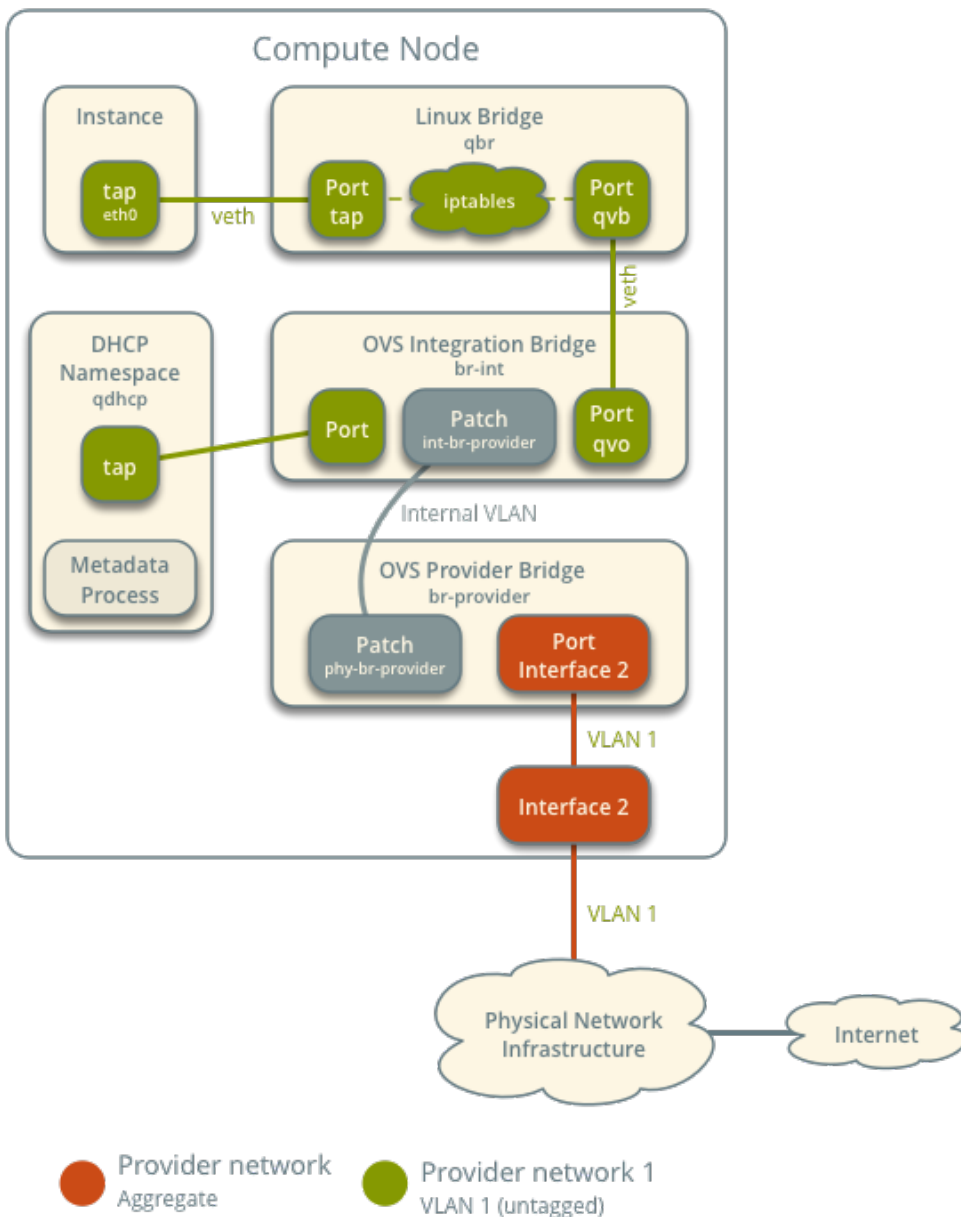 Compute Node
Instance
tap
eth0
veth
Linux Bridge
qbr
Port
tap
iptables
Port
qvb
veth
DHCP
Namespace
qdhcp
tap
Metadata
Process
OVS Integration Bridge
br-int
Port
Patch
int-br-provider
Port
qvo
Internal VLAN
OVS Provider Bridge
br-provider
Patch
phy-br-provider
Port
Interface 2
VLAN 1
Interface 2
VLAN 1
Physical Network
Infrastructure
Internet
Provider network
Aggregate
Provider network 1
VLAN 1 (untagged)